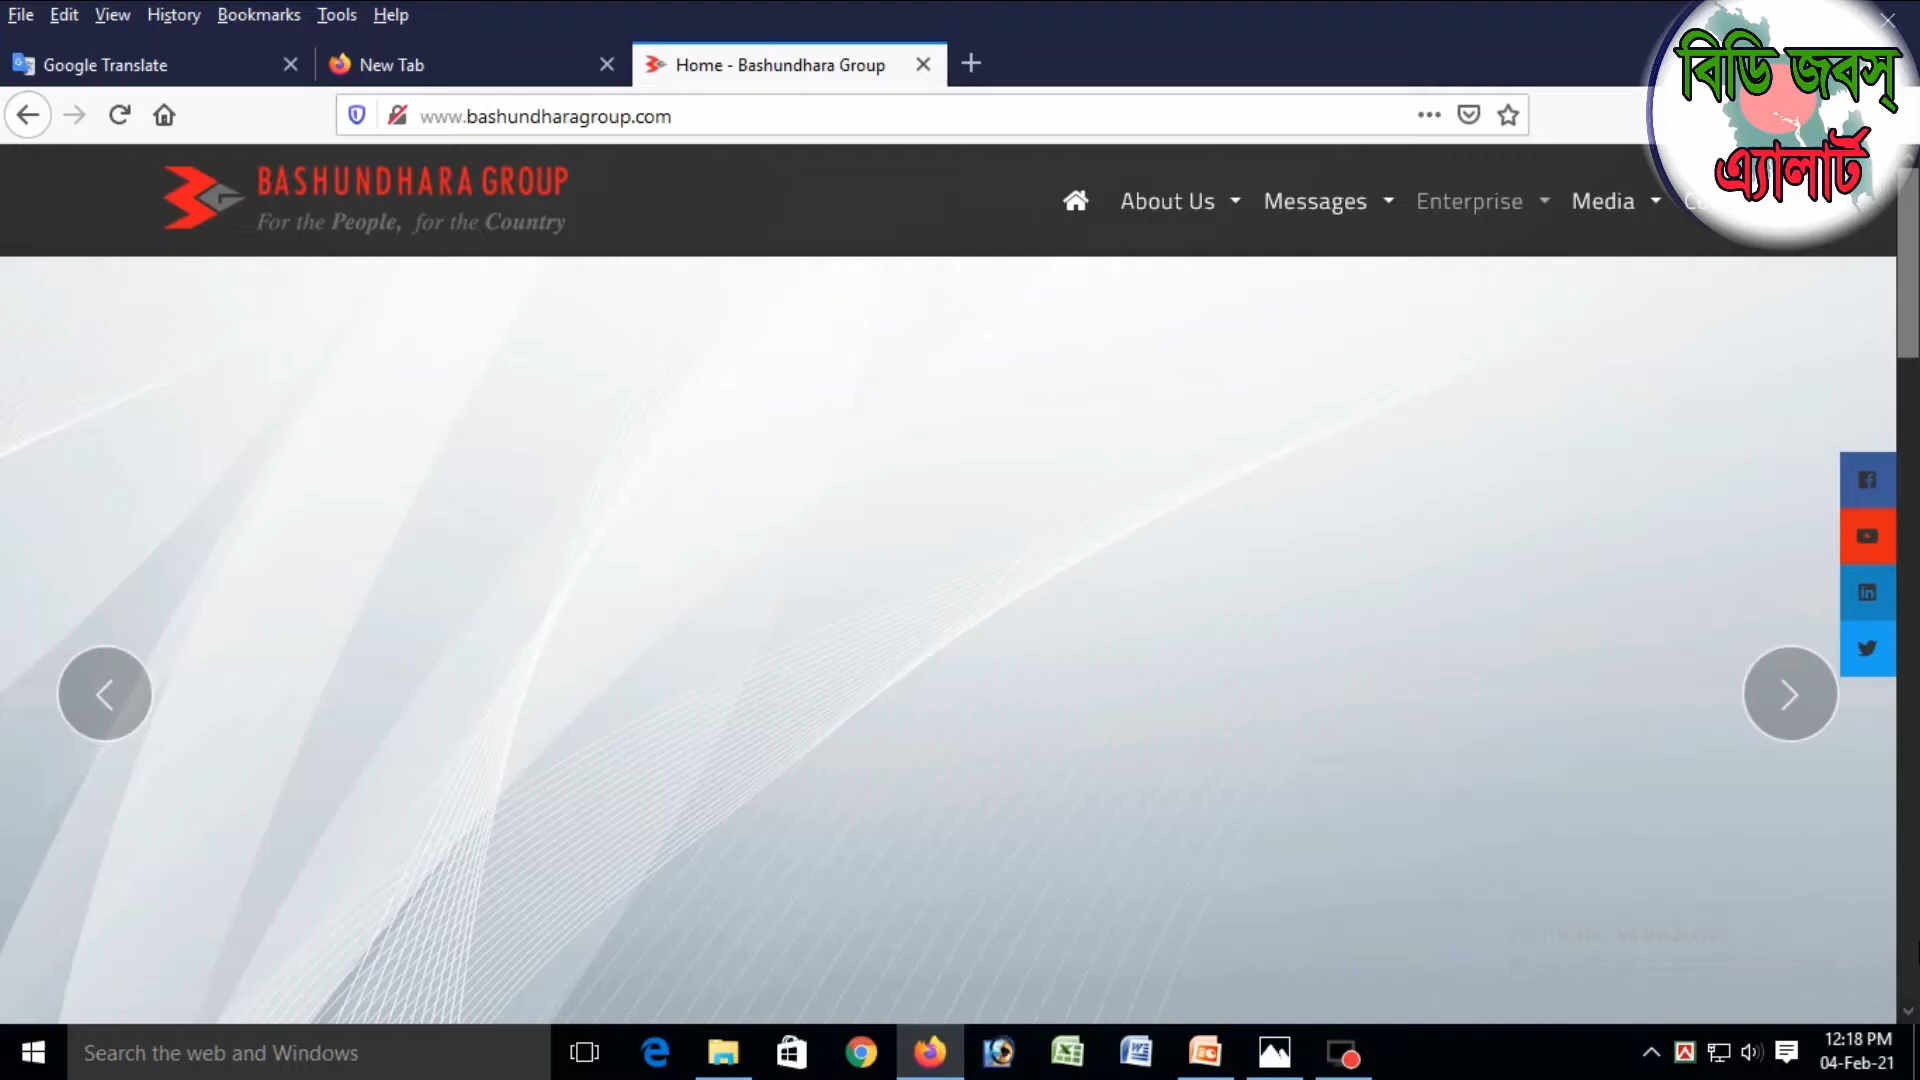 File Edit View History Bookmarks Tools Help
Google Translate
New Tab
Home - Bashundhara Group
বিডি জবস্
এ্যালার্ট
www.bashundharagroup.com
BASHUNDHARA GROUP
For the People, for the Country
About Us
Messages
Enterprise
Media
Search the web and Windows
12:18 PM
04-Feb-21